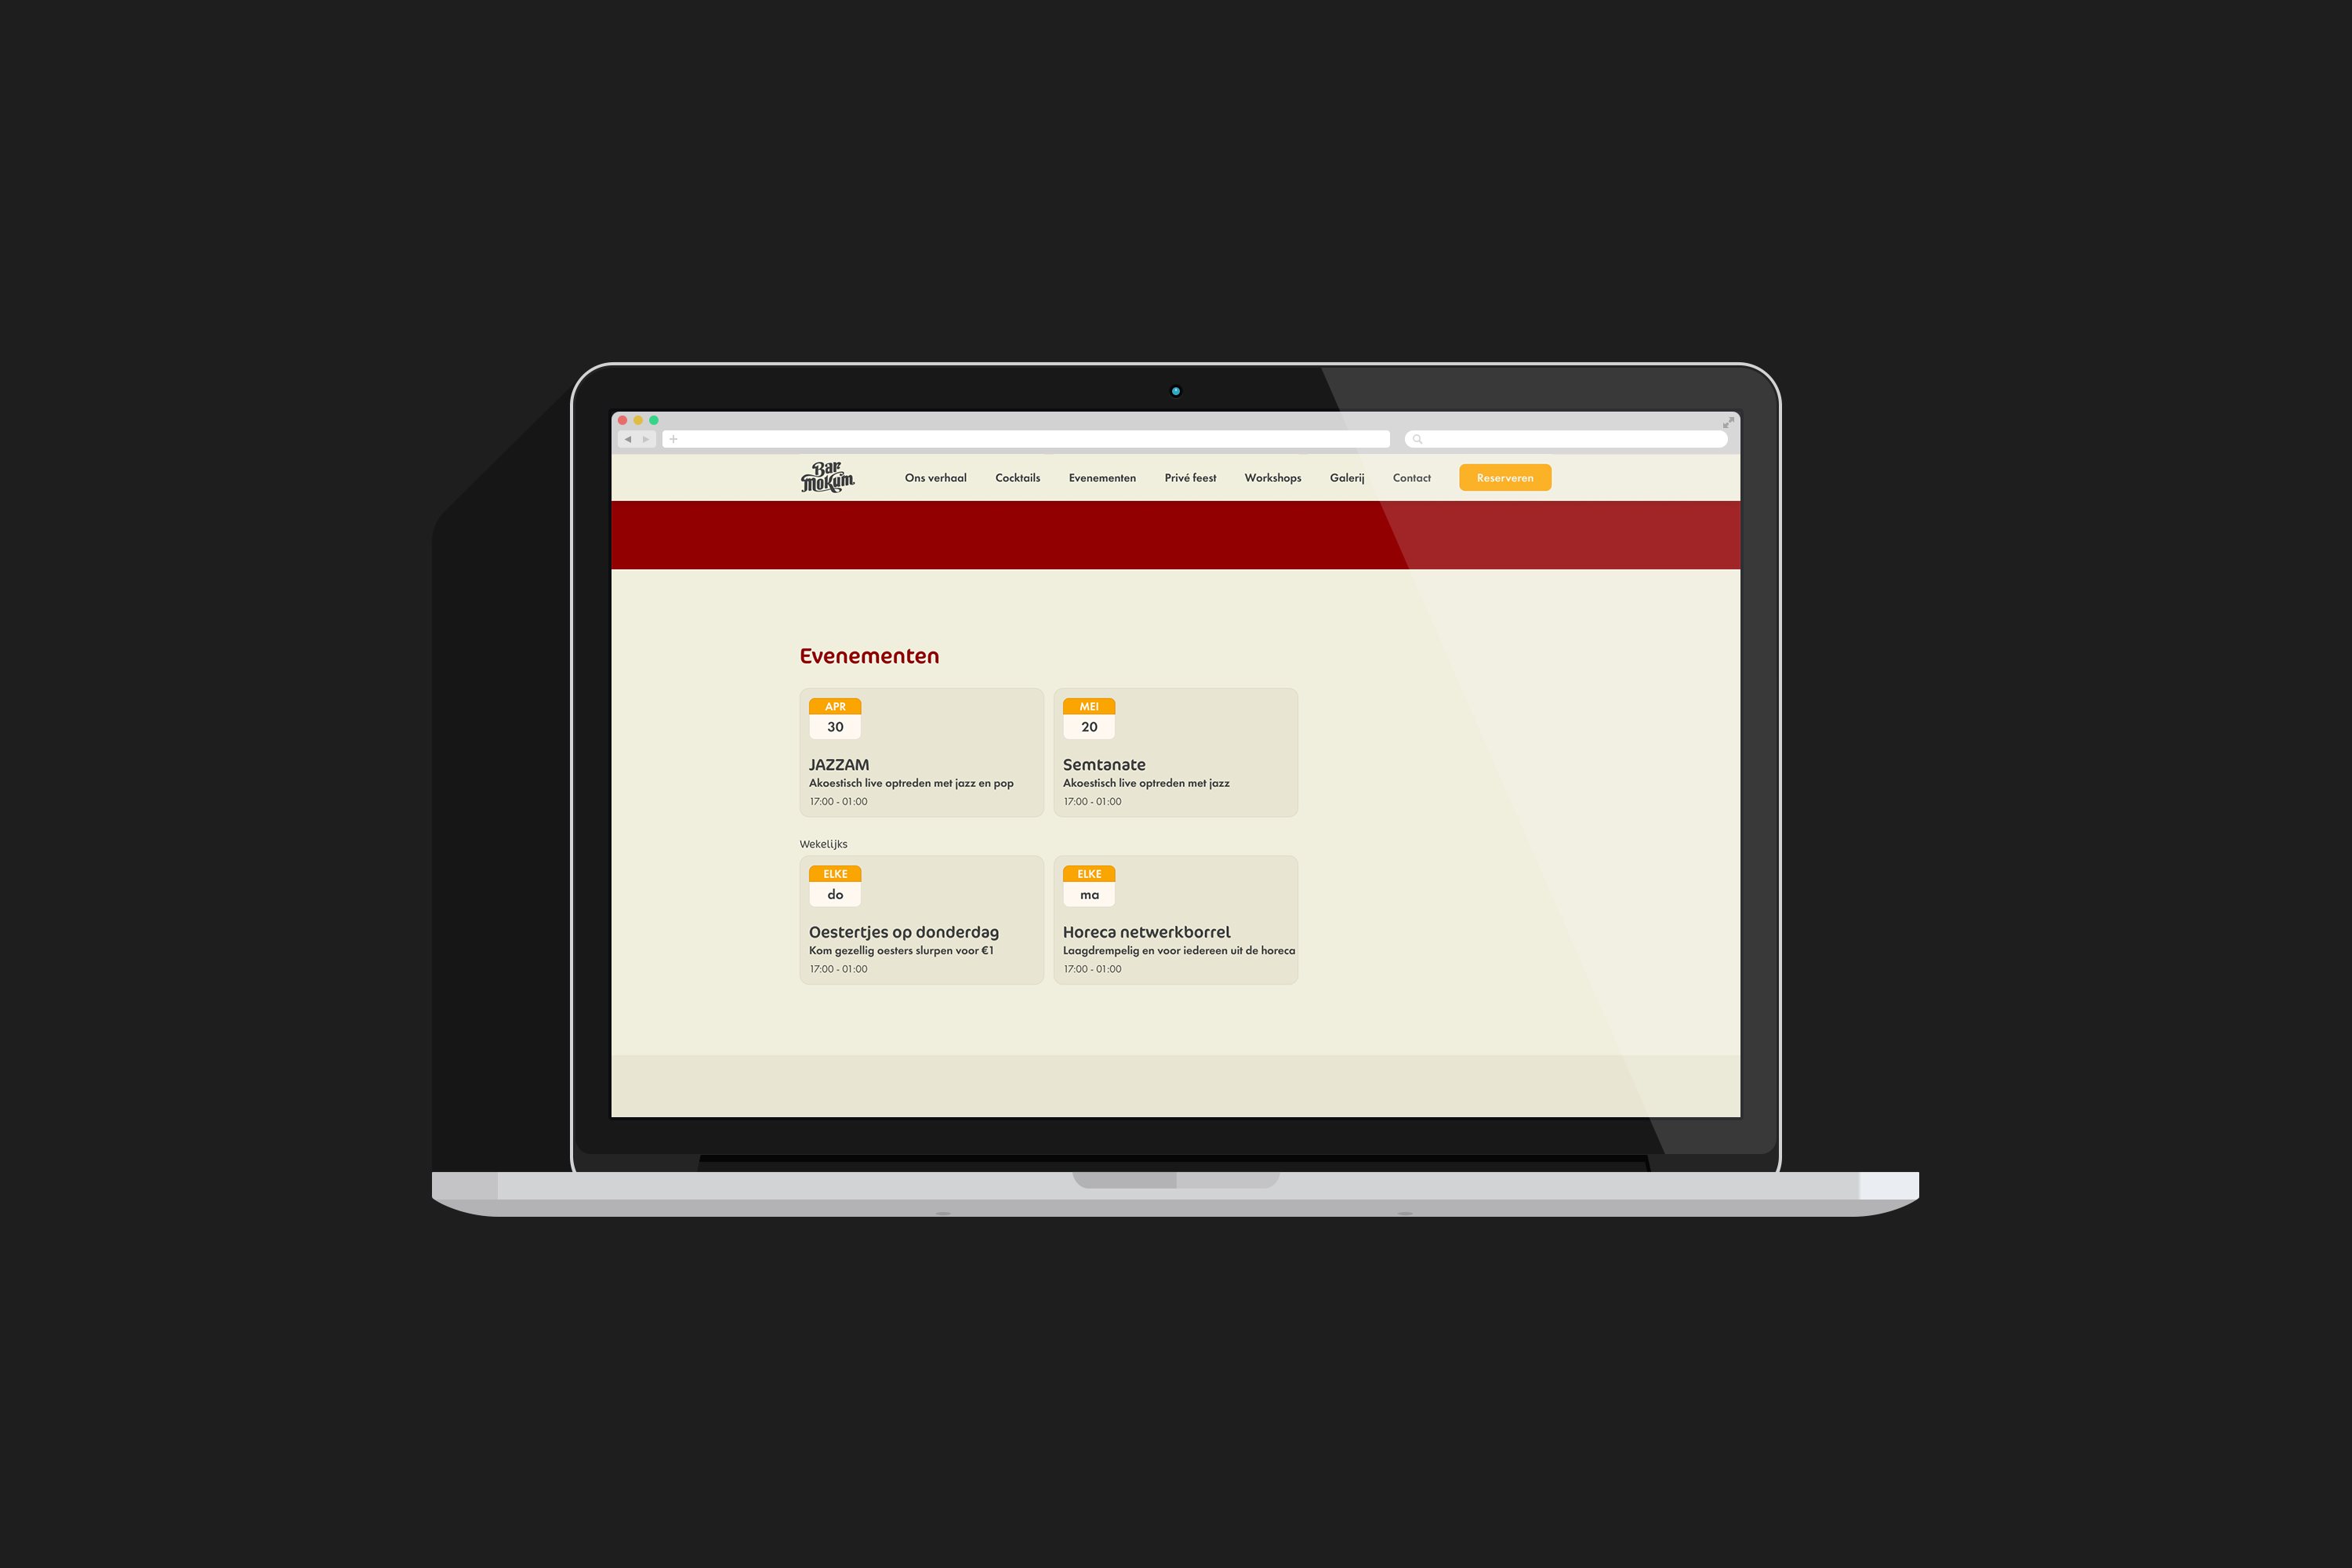 Bar Mokum
Ons verhaal Cocktails Evenementen Privé feest Workshops Galerij Contact Reserveren
Evenementen
APR
30
JAZZAM
Akoestisch live optreden met jazz en pop
17:00 - 01:00
MEI
20
Semtanate
Akoestisch live optreden met jazz
17:00 - 01:00
Wekelijks
ELKE
do
Oestertjes op donderdag
Kom gezellig oesters slurpen voor €1
17:00 - 01:00
ELKE
ma
Horeca netwerkborrel
Laagdrempelig en voor iedereen uit de horeca
17:00 - 01:00